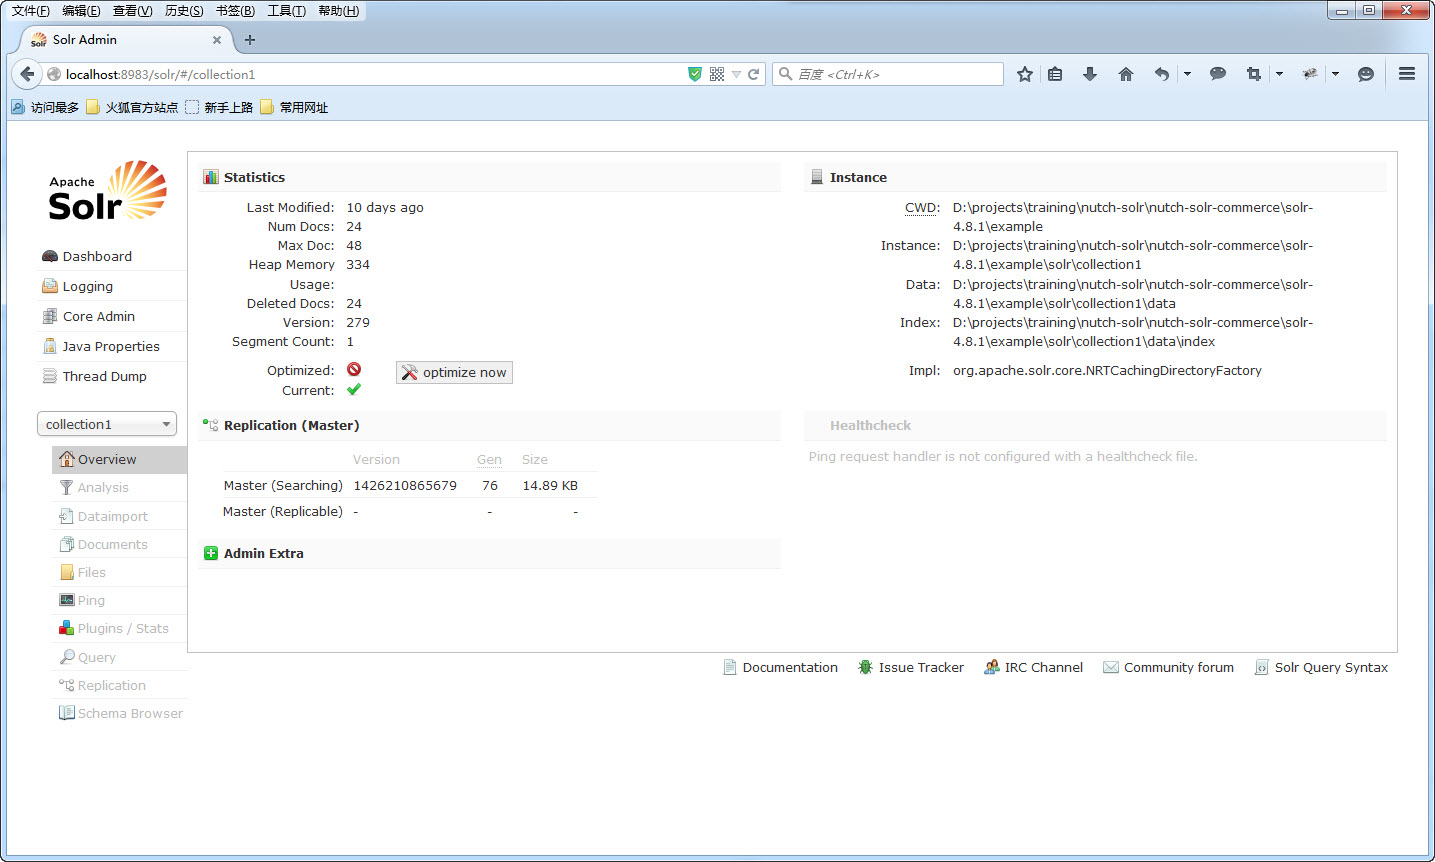 文件(F) 编辑(E) 查看(V) 历史(S) 书签(B) 工具(T) 帮助(H)
Solr Admin
localhost:8983/solr/#/collection1
百度 <Ctrl+K>
访问最多 火狐官方站点 新手上路 常用网址
Apache
Solr
Dashboard
Logging
Core Admin
Java Properties
Thread Dump
collection1
Overview
Analysis
Dataimport
Documents
Files
Ping
Plugins / Stats
Query
Replication
Schema Browser
Statistics
Last Modified: 10 days ago
Num Docs: 24
Max Doc: 48
Heap Memory 334
Usage:
Deleted Docs: 24
Version: 279
Segment Count: 1
Optimized: optimize now
Current:
Replication (Master)
Version Gen Size
Master (Searching) 1426210865679 76 14.89 KB
Master (Replicable) - - -
Admin Extra
Instance
CWD: D:\projects\training\nutch-solr\nutch-solr-commerce\solr-
4.8.1\example
Instance: D:\projects\training\nutch-solr\nutch-solr-commerce\solr-
4.8.1\example\solr\collection1
Data: D:\projects\training\nutch-solr\nutch-solr-commerce\solr-
4.8.1\example\solr\collection1\data
Index: D:\projects\training\nutch-solr\nutch-solr-commerce\solr-
4.8.1\example\solr\collection1\data\index
Impl: org.apache.solr.core.NRTCachingDirectoryFactory
Healthcheck
Ping request handler is not configured with a healthcheck file.
Documentation Issue Tracker IRC Channel Community forum Solr Query Syntax